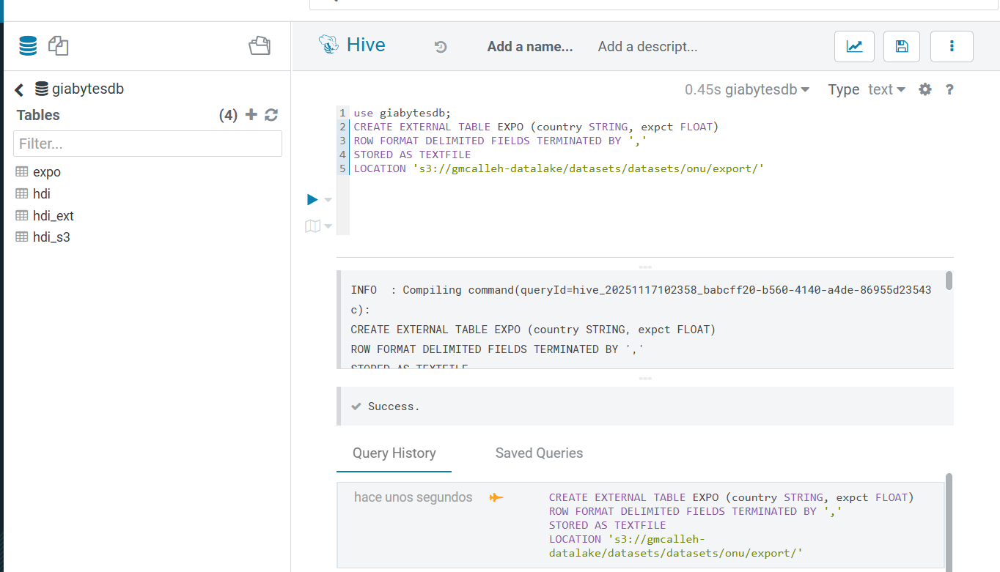 giabytesdb
Tables
(4)
Filter...
expo
hdi
hdi_ext
hdi_s3
Hive
Add a name...
Add a descript...
0.45s giabytesdb
Type text
?
1 use giabytesdb;
2 CREATE EXTERNAL TABLE EXPO (country STRING, expct FLOAT)
3 ROW FORMAT DELIMITED FIELDS TERMINATED BY ','
4 STORED AS TEXTFILE
5 LOCATION 's3://gmcalleh-datalake/datasets/datasets/onu/export/'
INFO  : Compiling command(queryId=hive_20251117102358_babcff20-b560-4140-a4de-86955d23543
c):
CREATE EXTERNAL TABLE EXPO (country STRING, expct FLOAT)
ROW FORMAT DELIMITED FIELDS TERMINATED BY ','
STORED AS TEXTFILE
Success.
Query History
Saved Queries
hace unos segundos
CREATE EXTERNAL TABLE EXPO (country STRING, expct FLOAT)
ROW FORMAT DELIMITED FIELDS TERMINATED BY ','
STORED AS TEXTFILE
LOCATION 's3://gmcalleh-
datalake/datasets/datasets/onu/export/'